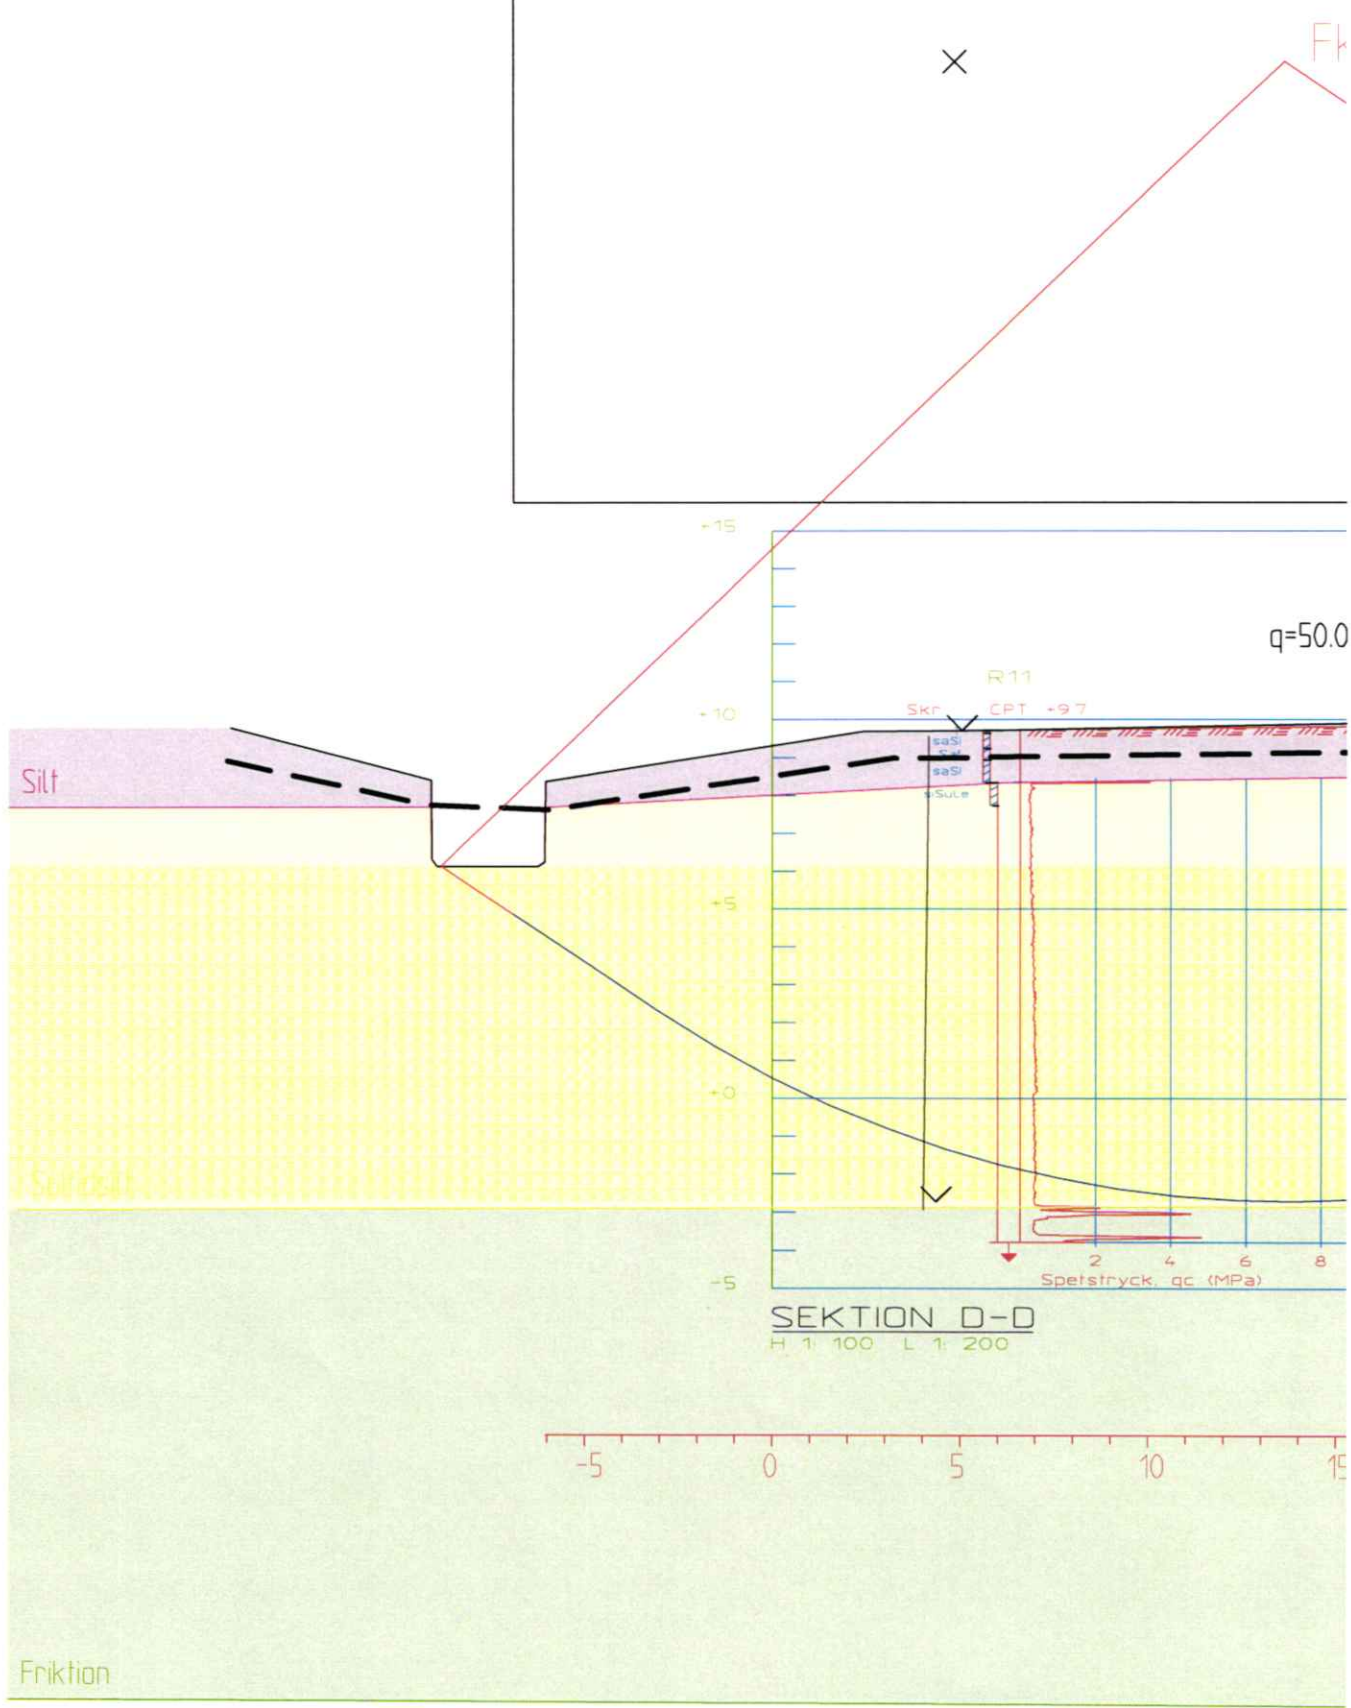 +15
q=50.0
R11
+10
Skr
CPT +9.7
saSi
Silt
saSi
+5
+0
2 4 6 8
Spetstryck, qc (MPa)
-5
SEKTION D-D
H 1: 100 L 1: 200
-5 0 5 10 15
Friktion